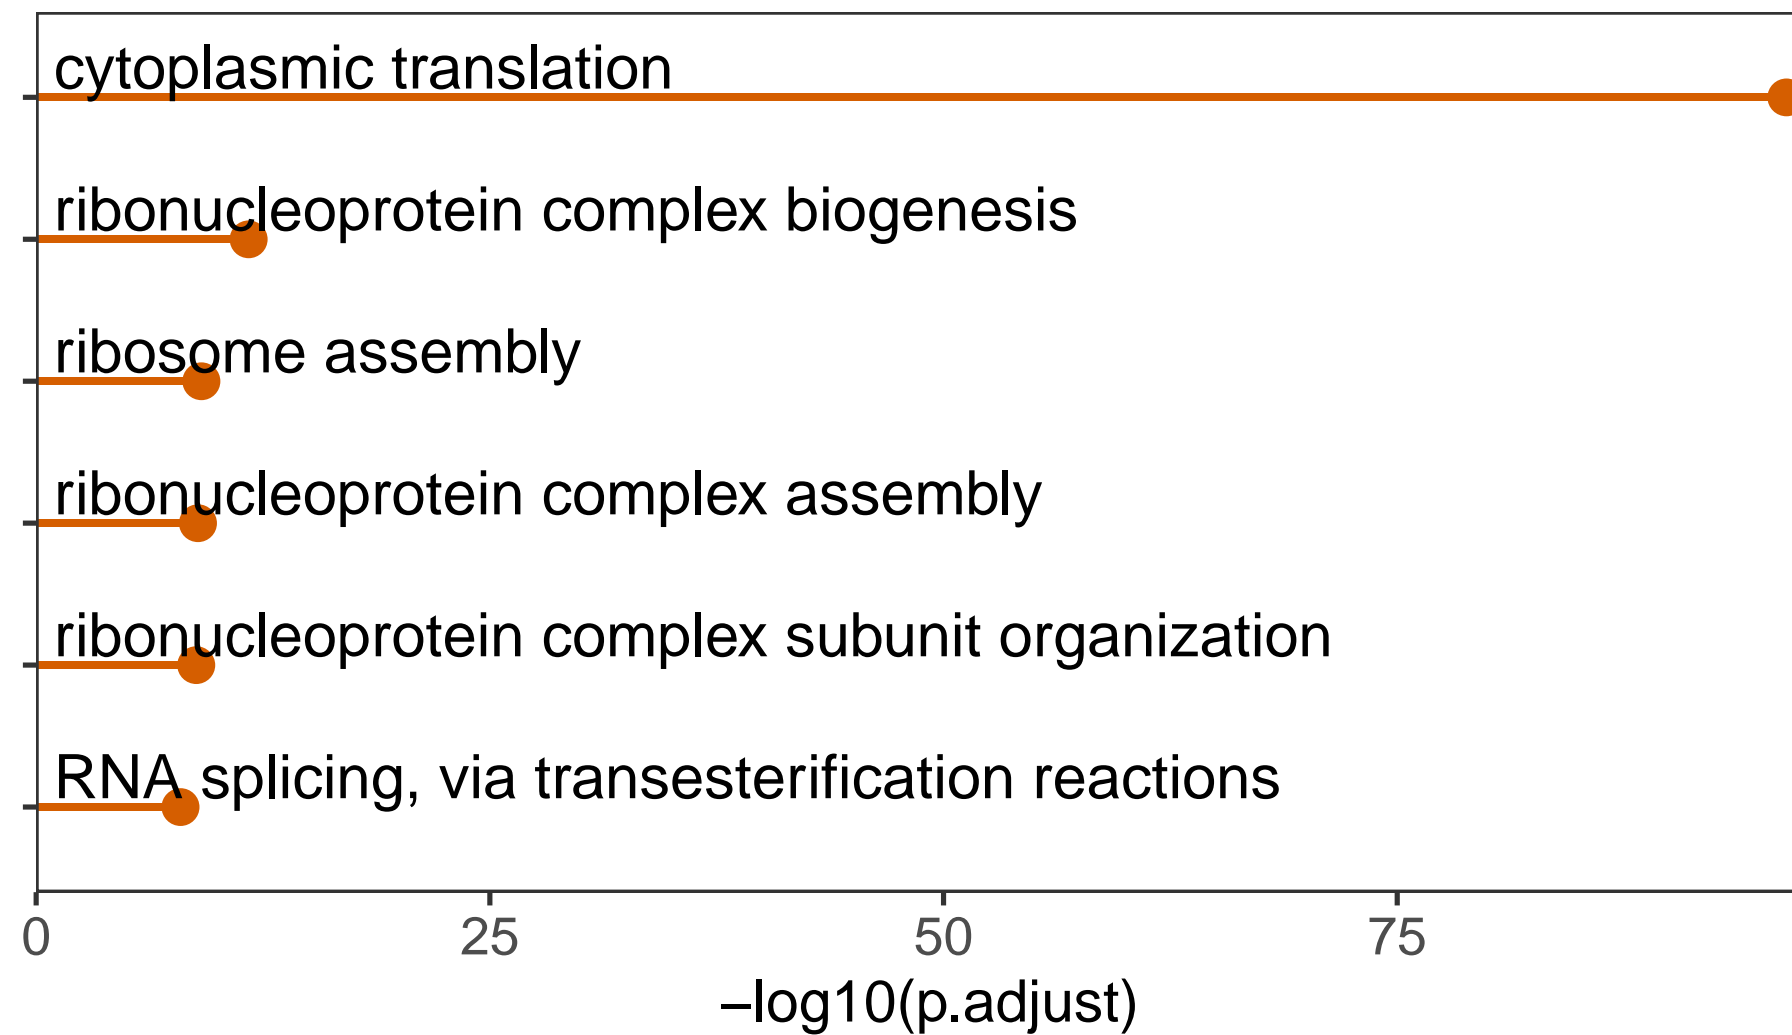 cytoplasmic translation
ribonucleoprotein complex biogenesis
ribosome assembly
ribonucleoprotein complex assembly
ribonucleoprotein complex subunit organization
RNA splicing, via transesterification reactions
0 25 50 75
−log10(p.adjust)